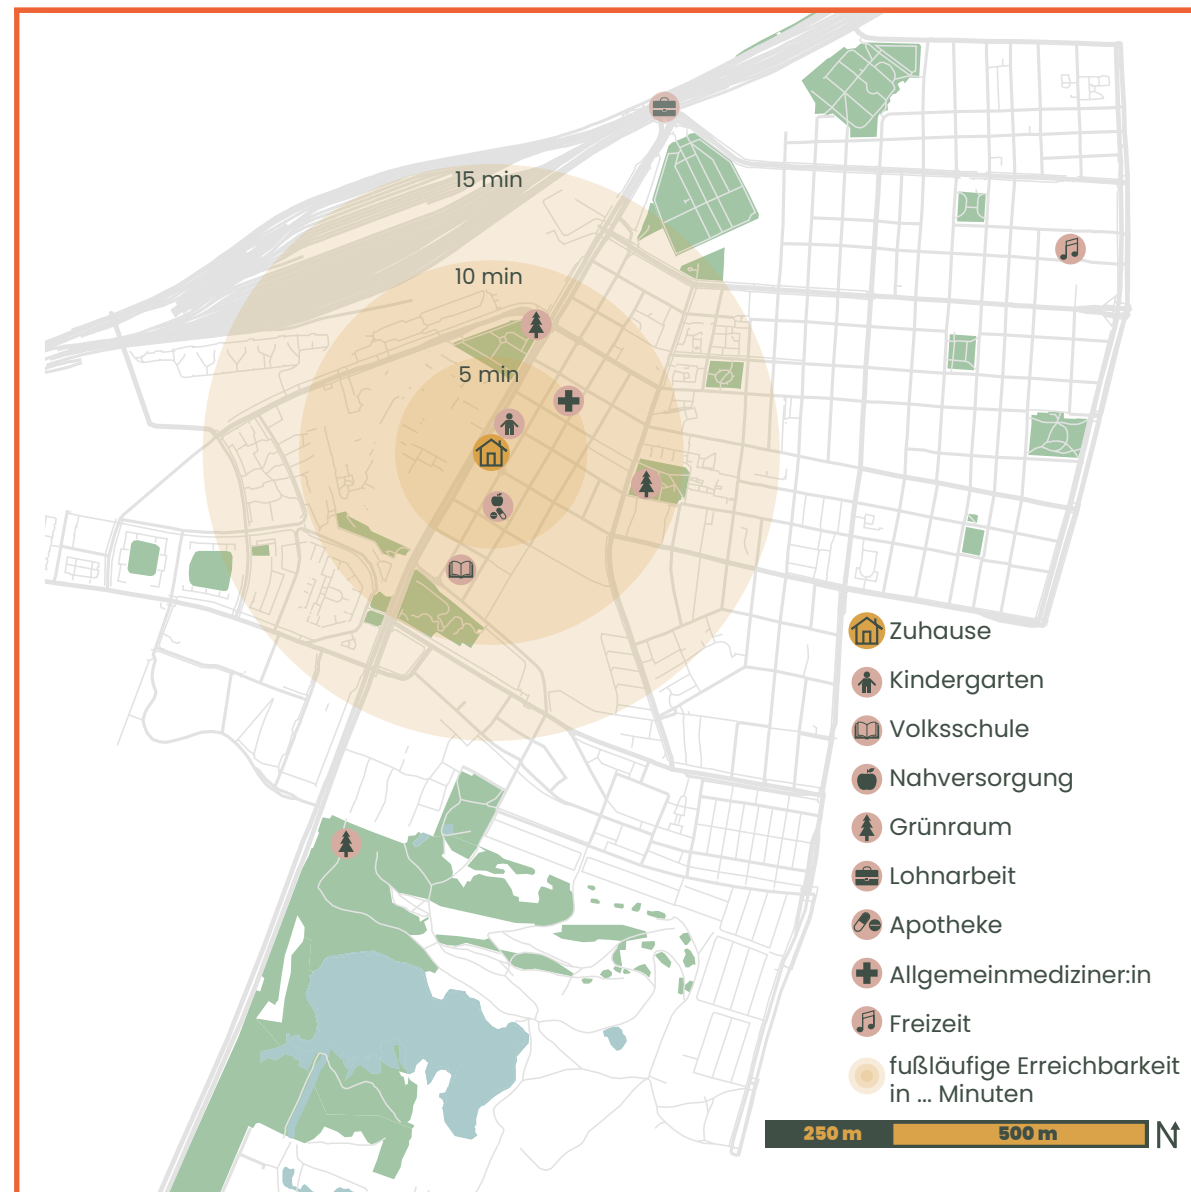 15 min
10 min
5 min
Zuhause
Kindergarten
Volksschule
Nahversorgung
Grünraum
Lohnarbeit
Apotheke
Allgemeinmediziner:in
Freizeit
fußläufige Erreichbarkeit
in ... Minuten
250 m 500 m N